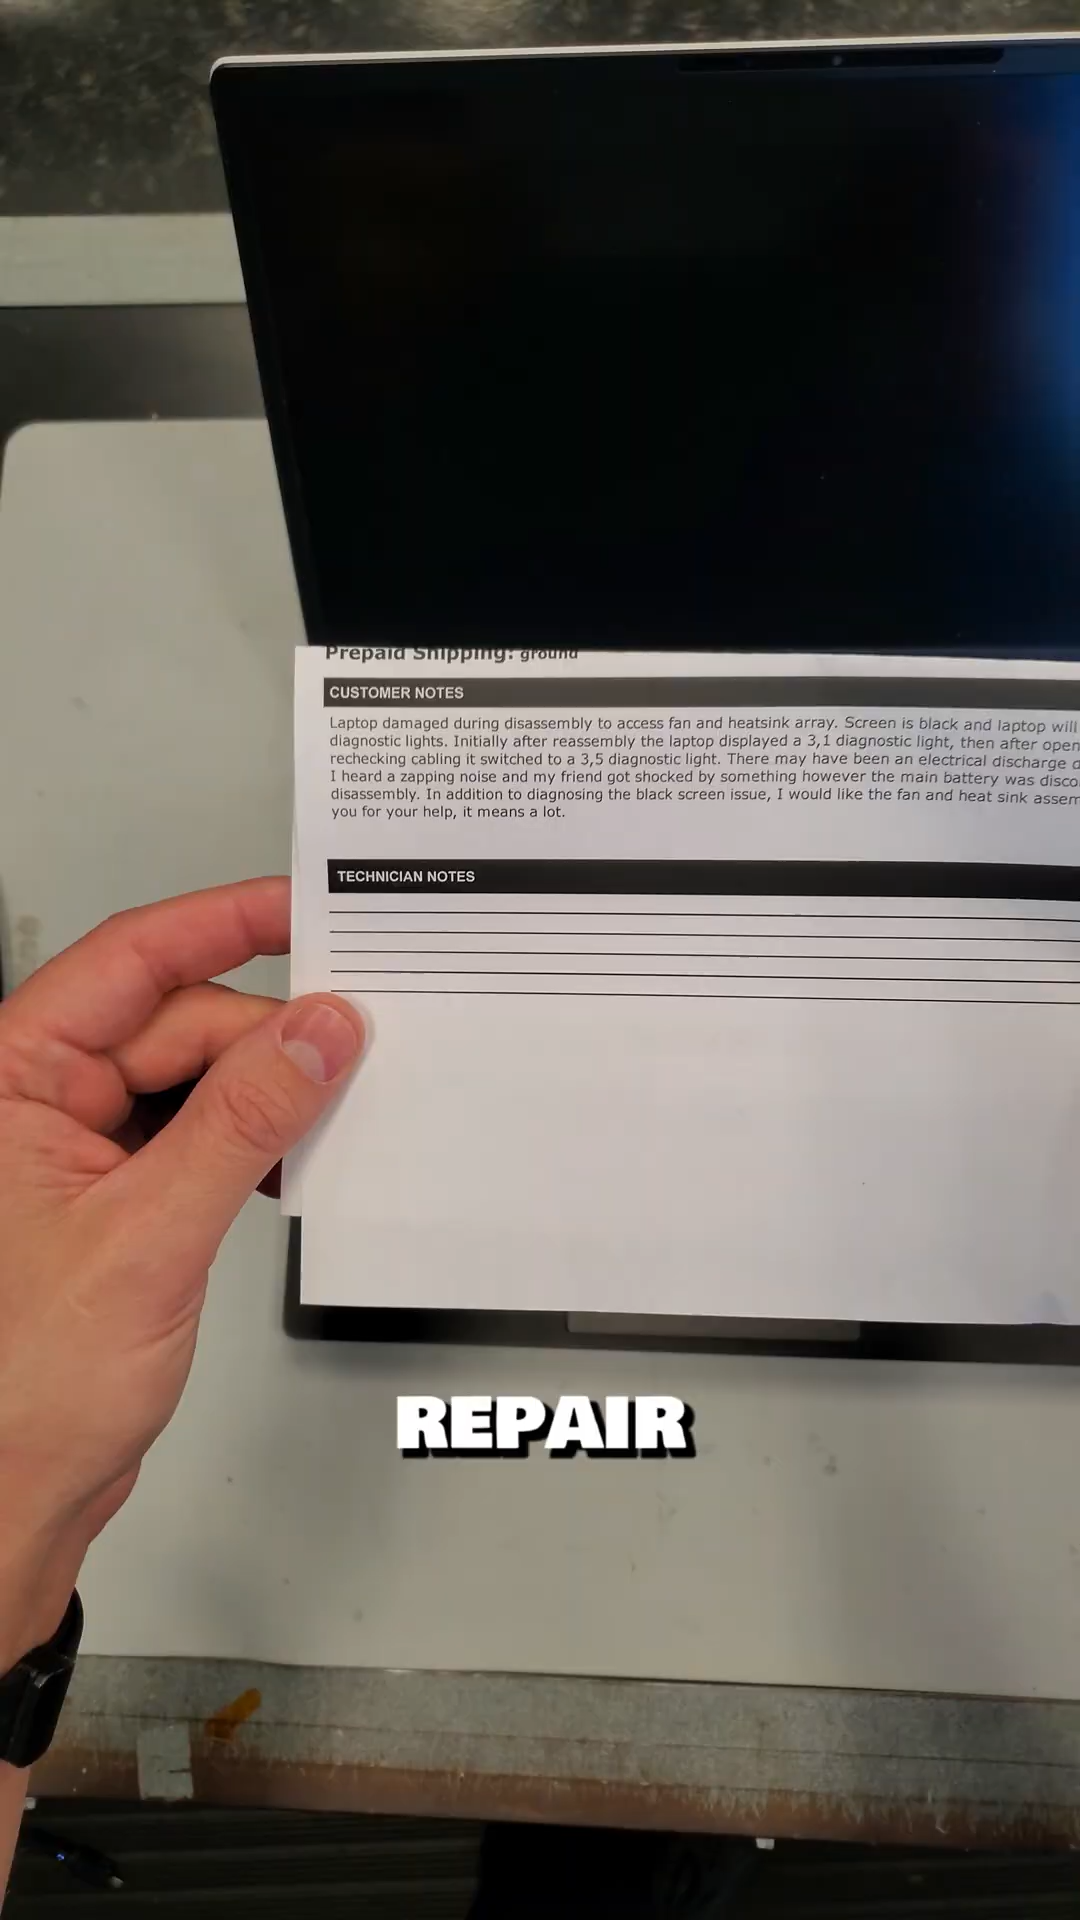 Prepaid Shipping: ground
CUSTOMER NOTES
Laptop damaged during disassembly to access fan and heatsink array. Screen is black and laptop will
diagnostic lights. Initially after reassembly the laptop displayed a 3,1 diagnostic light, then after open
rechecking cabling it switched to a 3,5 diagnostic light. There may have been an electrical discharge d
I heard a zapping noise and my friend got shocked by something however the main battery was disco
disassembly. In addition to diagnosing the black screen issue, I would like the fan and heat sink assem
you for your help, it means a lot.
TECHNICIAN NOTES
REPAIR